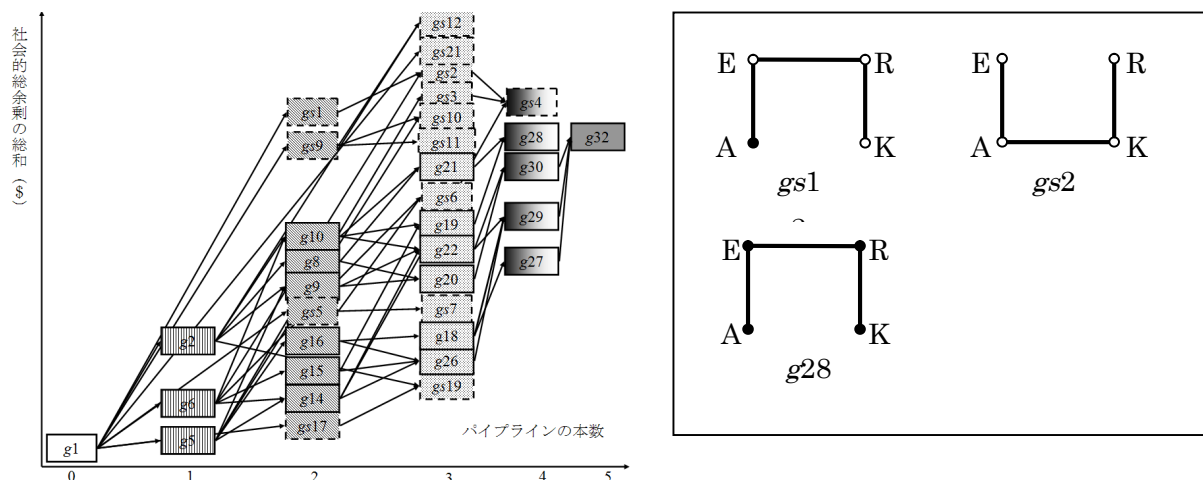 社会的総余剰の総和($)
gs12
gs21
gs2
gs3
gs10
gs11
g21
gs6
g19
g22
g20
gs7
g18
g26
gs19
gs1
gs9
g10
g8
g9
gs5
g16
g15
g14
gs17
gs4
g28
g30
g29
g27
g32
g2
g6
g5
g1
パイプラインの本数
0 1 2 3 4 5
E R
A K
gs1
E R
A K
gs2
E R
A K
g28